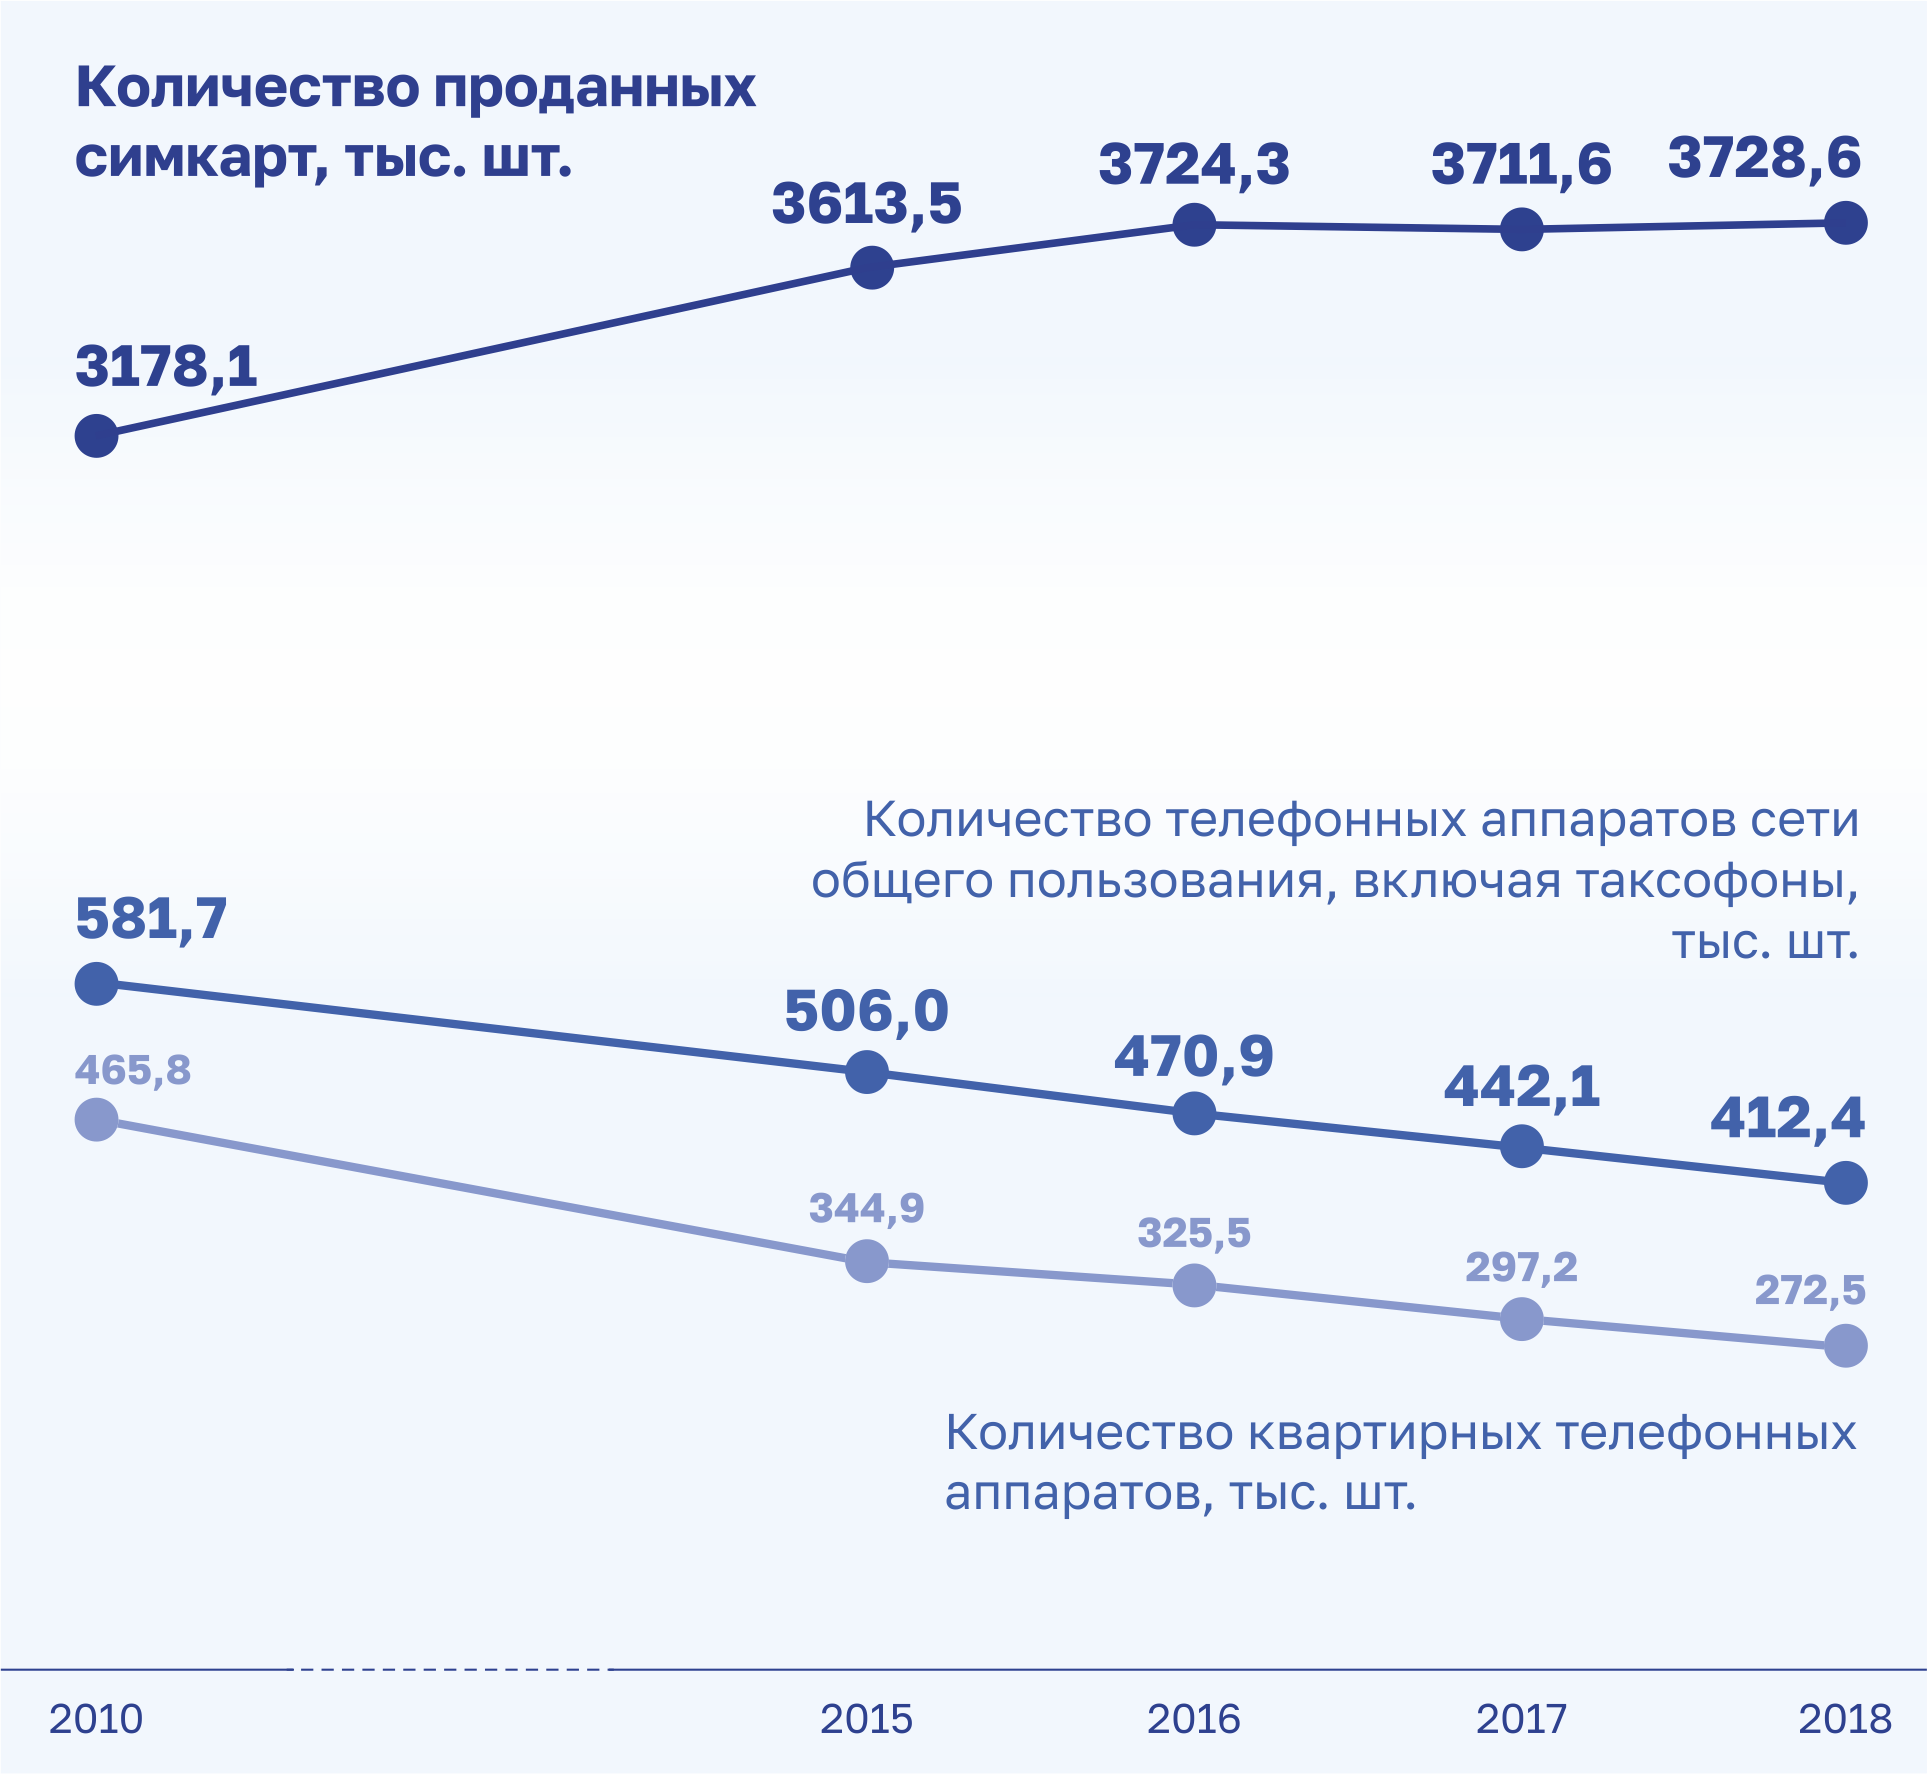 Количество проданных
симкарт, тыс. шт.
3178,1
3613,5
3724,3
3711,6
3728,6
Количество телефонных аппаратов сети
общего пользования, включая таксофоны,
тыс. шт.
581,7
506,0
470,9
442,1
412,4
465,8
344,9
325,5
297,2
272,5
Количество квартирных телефонных
аппаратов, тыс. шт.
2010
2015
2016
2017
2018